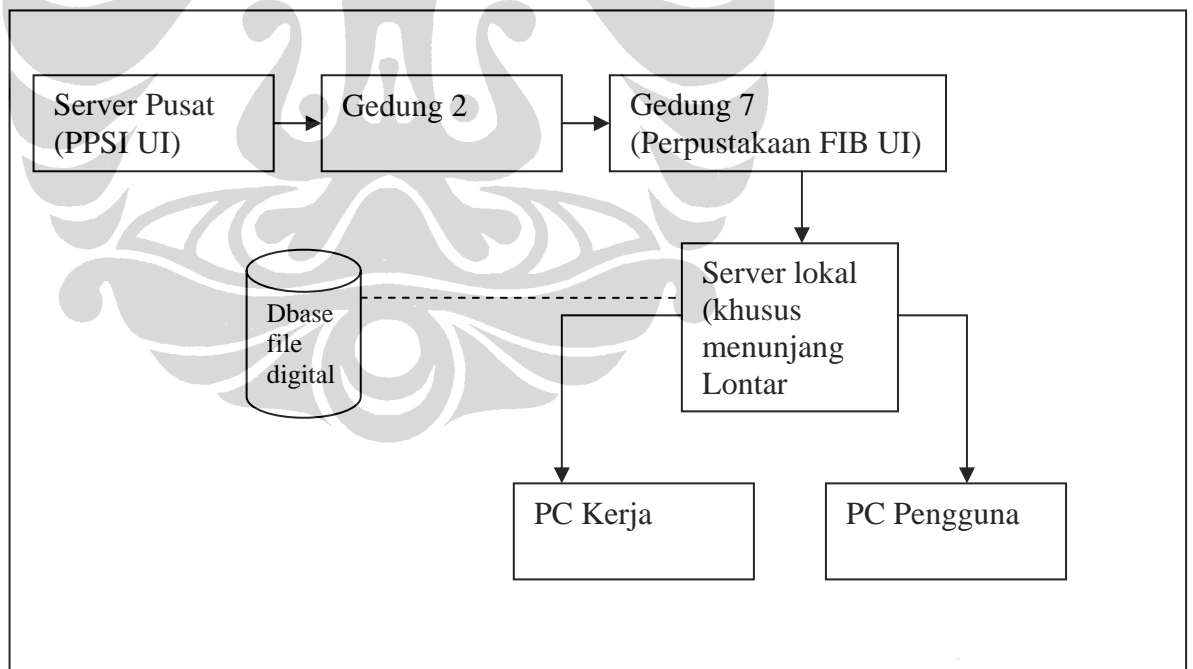 Server Pusat
(PPSI UI)
Gedung 2
Gedung 7
(Perpustakaan FIB UI)
Server lokal
(khusus
menunjang
Lontar
Dbase
file
digital
PC Kerja
PC Pengguna